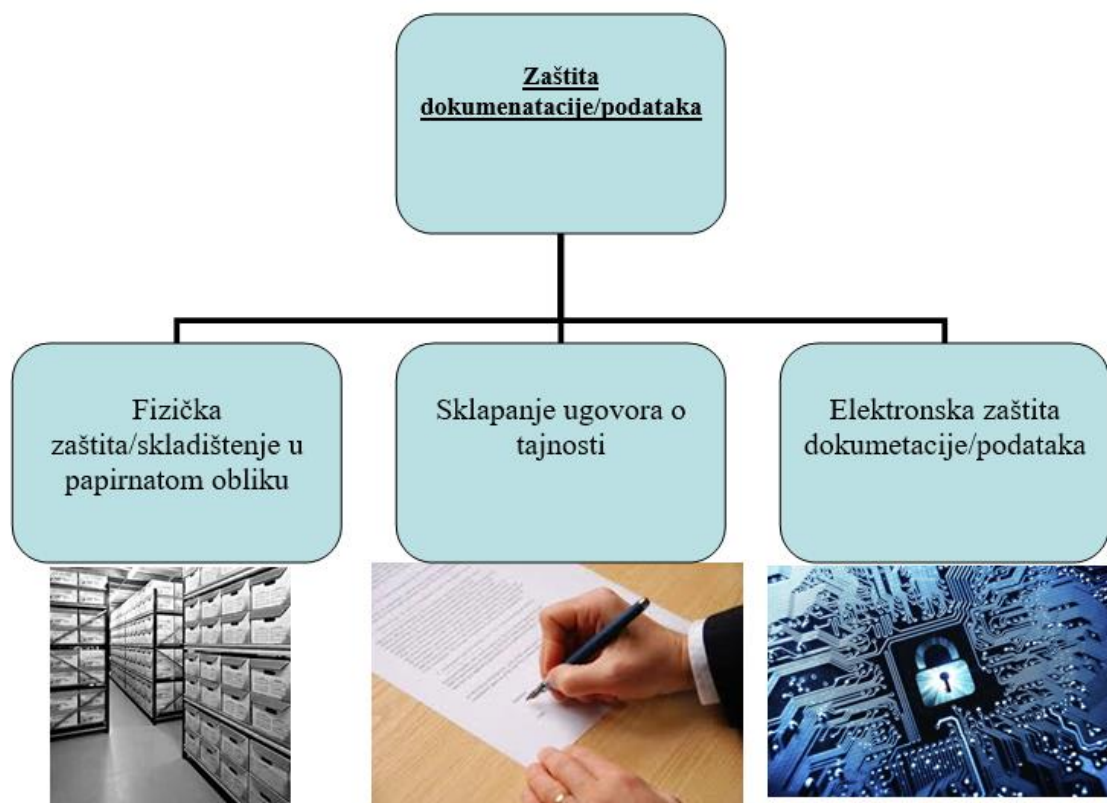 Zaštita
dokumenatacije/podataka
Fizička
zaštita/skladištenje u
papirnatom obliku
Sklapanje ugovora o
tajnosti
Elektronska zaštita
dokumetacije/podataka